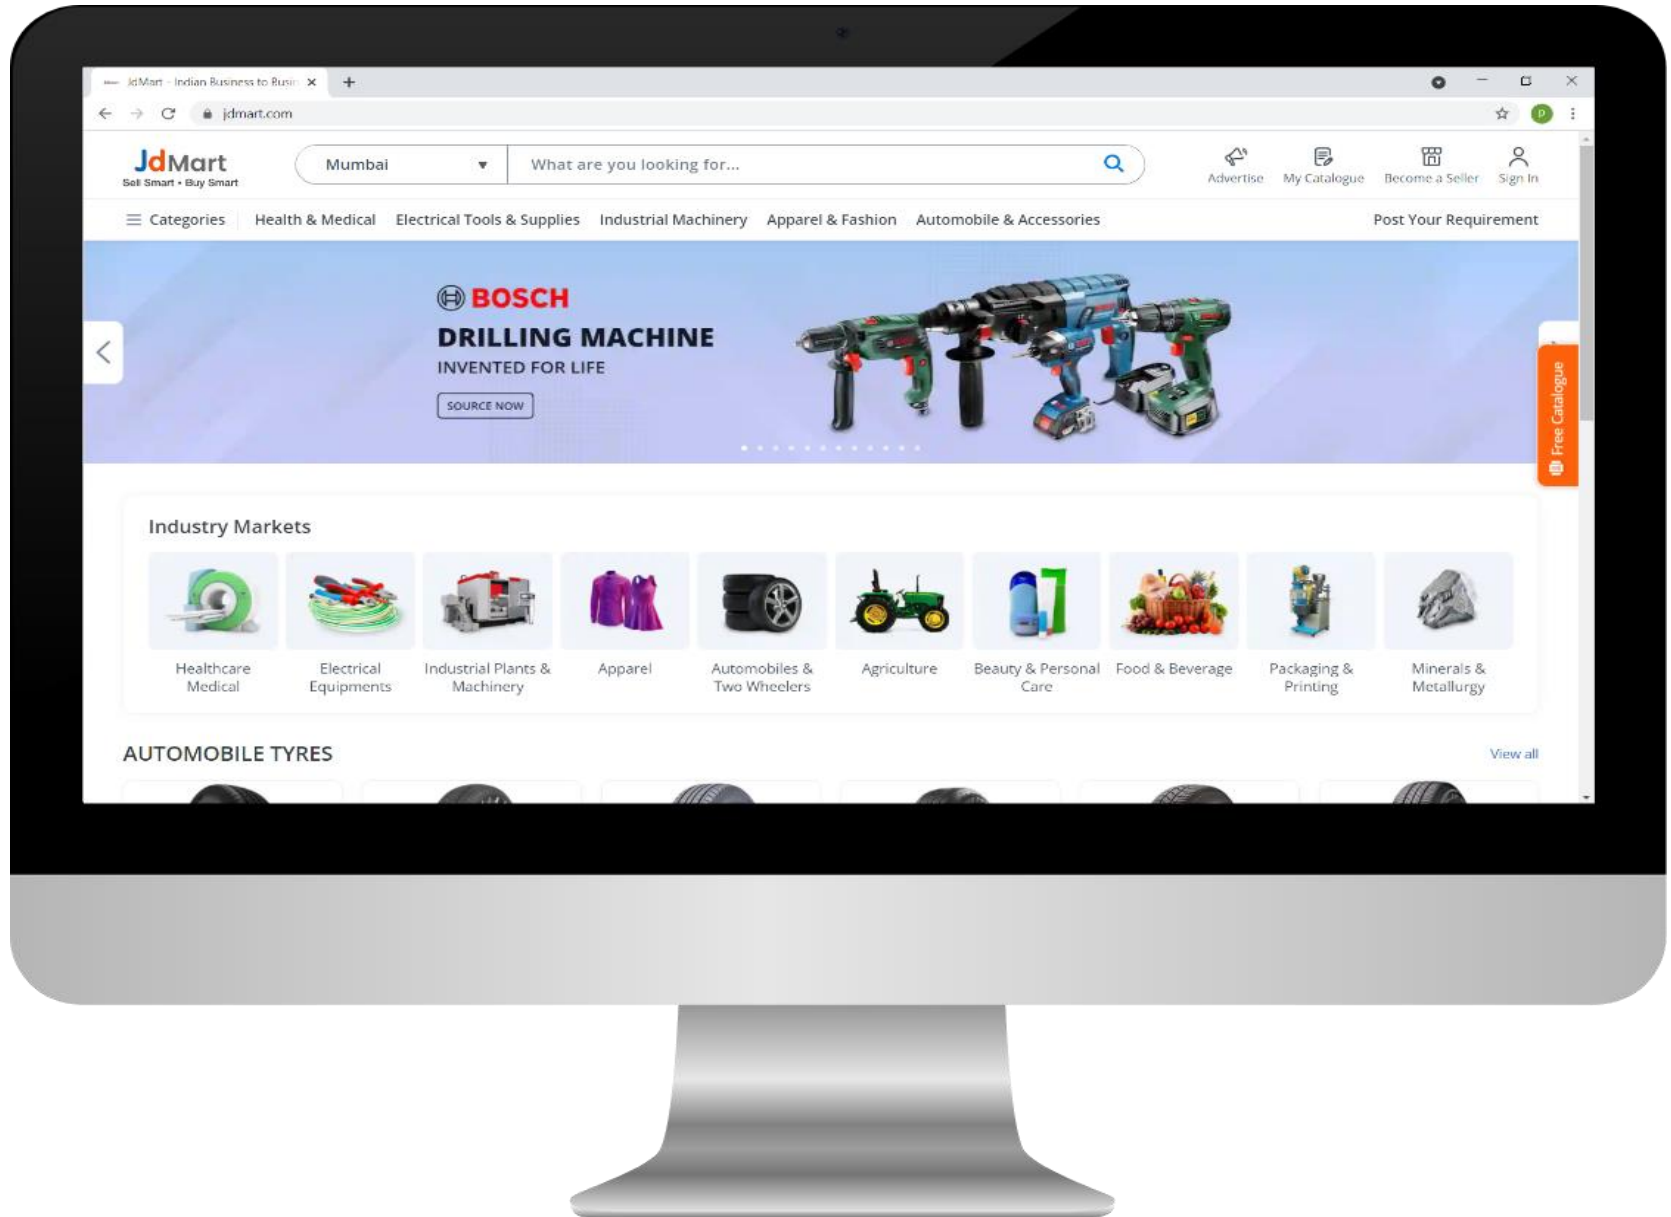 JdMart - Indian Business to Busin
jdmart.com
P
JdMart
Sell Smart • Buy Smart
Mumbai
What are you looking for...
Advertise
My Catalogue
Become a Seller
Sign In
Categories
Health & Medical
Electrical Tools & Supplies
Industrial Machinery
Apparel & Fashion
Automobile & Accessories
Post Your Requirement
BOSCH
DRILLING MACHINE
INVENTED FOR LIFE
SOURCE NOW
Free Catalogue
Industry Markets
Healthcare
Medical
Electrical
Equipments
Industrial Plants &
Machinery
Apparel
Automobiles &
Two Wheelers
Agriculture
Beauty & Personal
Care
Food & Beverage
Packaging &
Printing
Minerals &
Metallurgy
AUTOMOBILE TYRES
View all